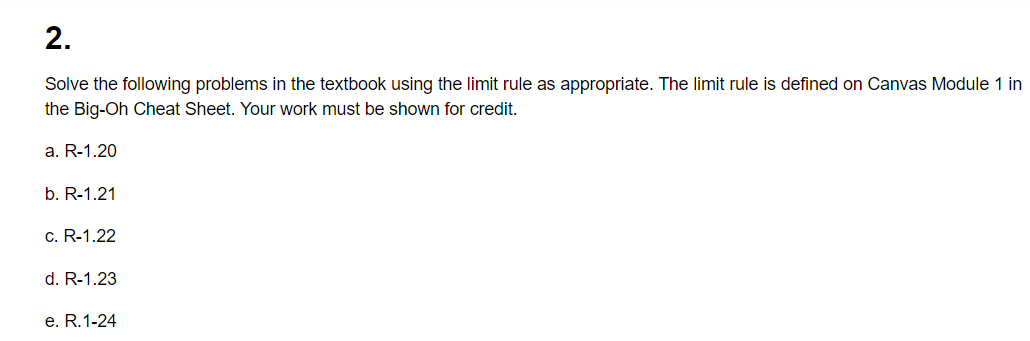 2.
Solve the following problems in the textbook using the limit rule as appropriate. The limit rule is defined on Canvas Module 1 in
the Big-Oh Cheat Sheet. Your work must be shown for credit.
a. R-1.20
b. R-1.21
c. R-1.22
d. R-1.23
e. R.1-24